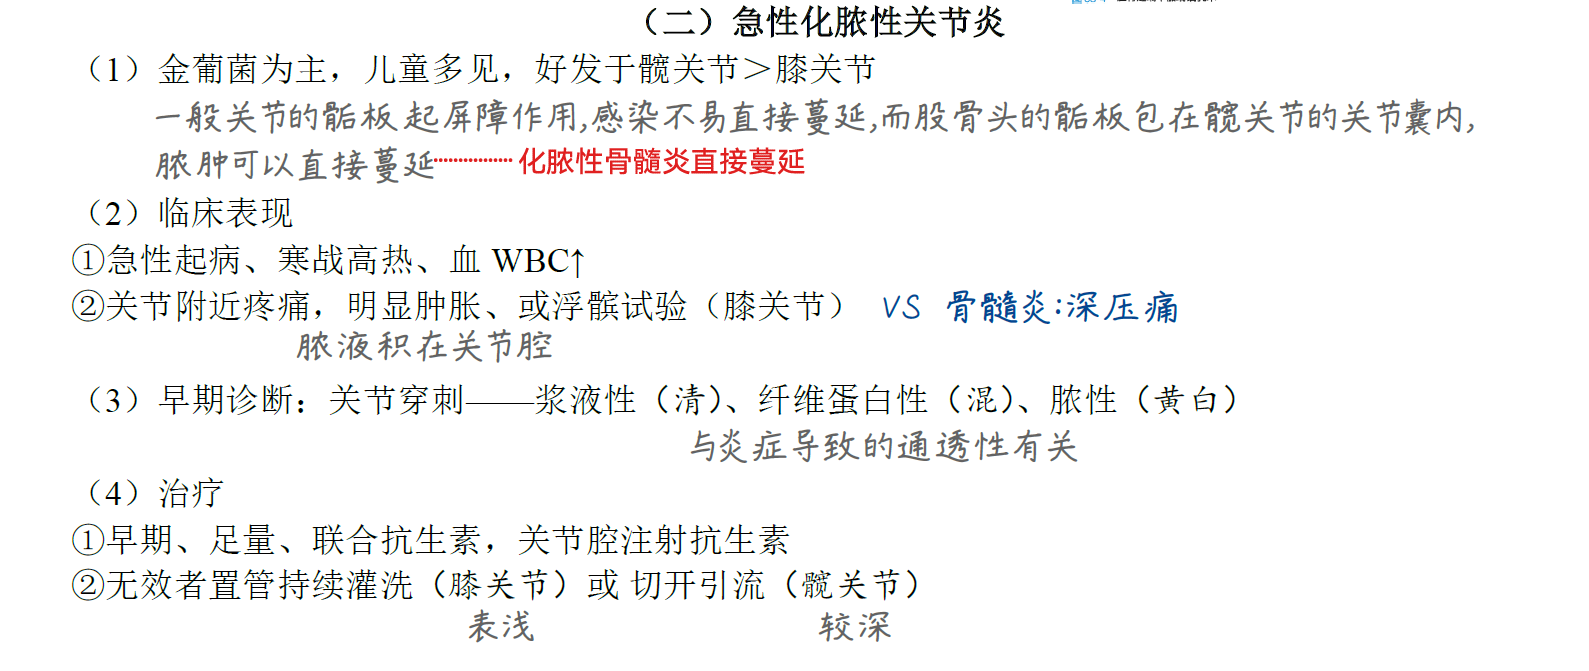 （二）急性化脓性关节炎
（1）金葡菌为主，儿童多见，好发于髋关节＞膝关节
一般关节的骺板起屏障作用,感染不易直接蔓延,而股骨头的骺板包在髋关节的关节囊内,
脓肿可以直接蔓延 化脓性骨髓炎直接蔓延
（2）临床表现
①急性起病、寒战高热、血 WBC↑
②关节附近疼痛，明显肿胀、或浮髌试验（膝关节） VS 骨髓炎:深压痛
脓液积在关节腔
（3）早期诊断：关节穿刺——浆液性（清）、纤维蛋白性（混）、脓性（黄白）
与炎症导致的通透性有关
（4）治疗
①早期、足量、联合抗生素，关节腔注射抗生素
②无效者置管持续灌洗（膝关节）或 切开引流（髋关节）
表浅 较深